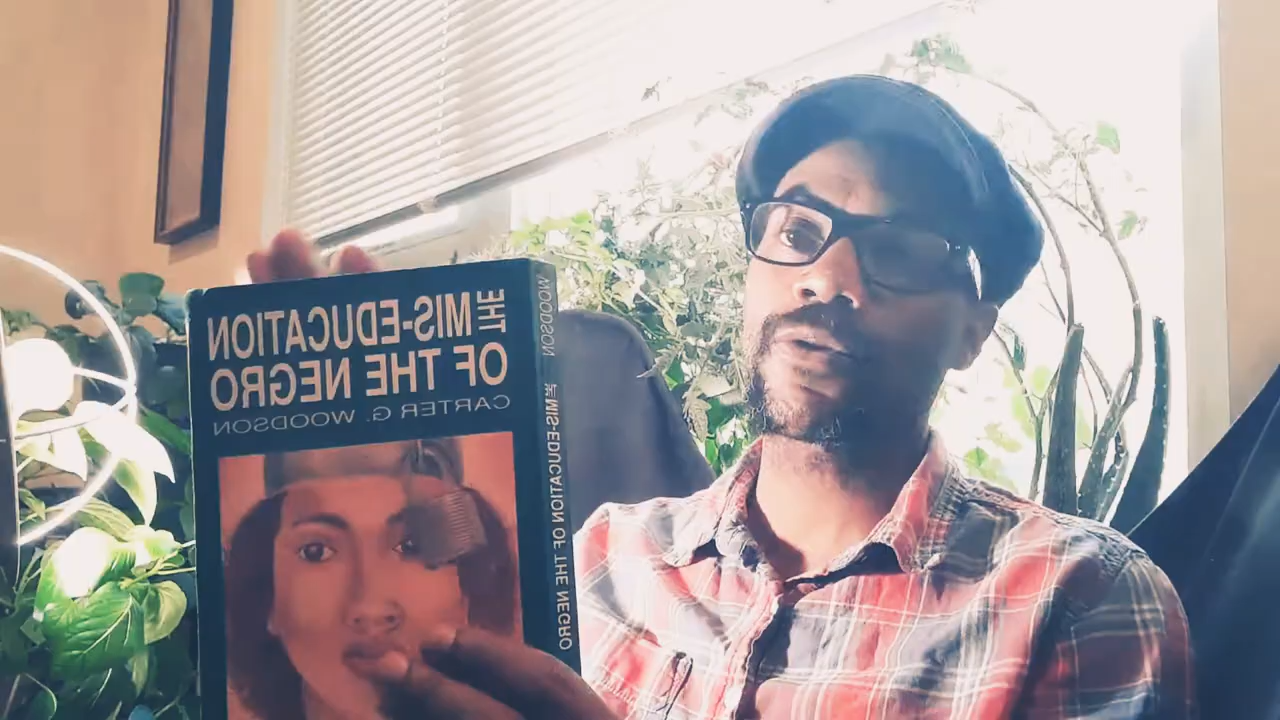 THE MIS-EDUCATION
OF THE NEGRO
CARTER G. WOODSON
WOODSON THE MIS-EDUCATION OF THE NEGRO